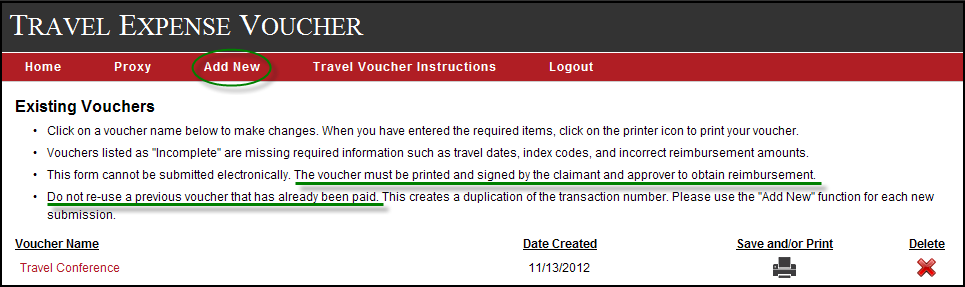 TRAVEL EXPENSE VOUCHER
Home Proxy Add New Travel Voucher Instructions Logout
Existing Vouchers
• Click on a voucher name below to make changes. When you have entered the required items, click on the printer icon to print your voucher.
• Vouchers listed as "Incomplete" are missing required information such as travel dates, index codes, and incorrect reimbursement amounts.
• This form cannot be submitted electronically. The voucher must be printed and signed by the claimant and approver to obtain reimbursement.
• Do not re-use a previous voucher that has already been paid. This creates a duplication of the transaction number. Please use the "Add New" function for each new
submission.
Voucher Name Date Created Save and/or Print Delete
Travel Conference 11/13/2012